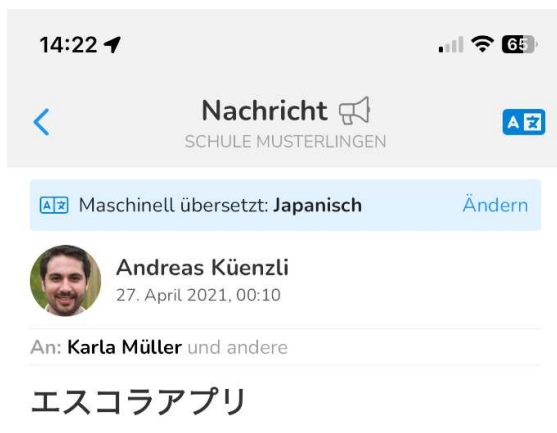 14:22
65
Nachricht
SCHULE MUSTERLINGEN
A 文
Maschinell übersetzt: Japanisch Ändern
Andreas Küenzli
27. April 2021, 00:10
An: Karla Müller und andere
エスコラアプリ